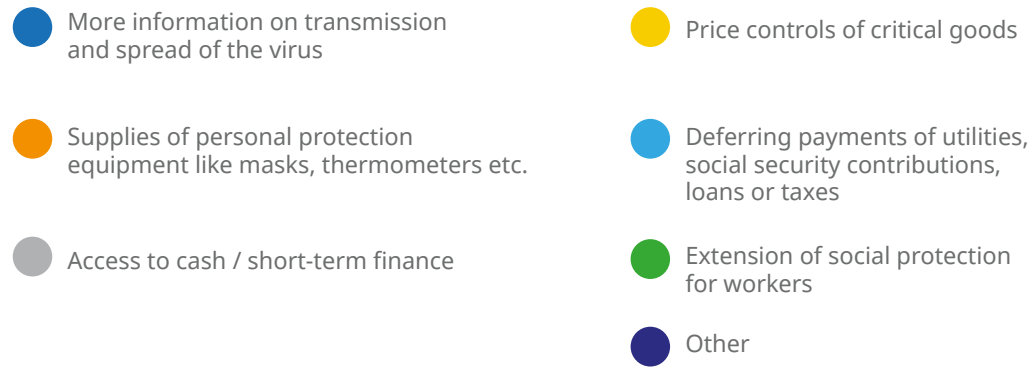 More information on transmission
and spread of the virus
Supplies of personal protection
equipment like masks, thermometers etc.
Access to cash / short-term finance
Price controls of critical goods
Deferring payments of utilities,
social security contributions,
loans or taxes
Extension of social protection
for workers
Other